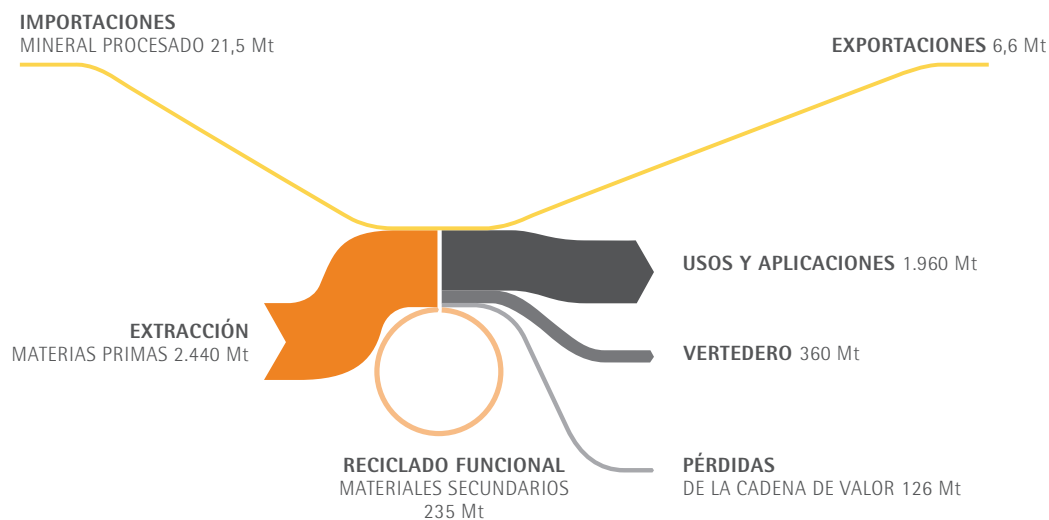 IMPORTACIONES
MINERAL PROCESADO 21,5 Mt
EXPORTACIONES 6,6 Mt
USOS Y APLICACIONES 1.960 Mt
EXTRACCIÓN
MATERIAS PRIMAS 2.440 Mt
VERTEDERO 360 Mt
RECICLADO FUNCIONAL
MATERIALES SECUNDARIOS
235 Mt
PÉRDIDAS
DE LA CADENA DE VALOR 126 Mt